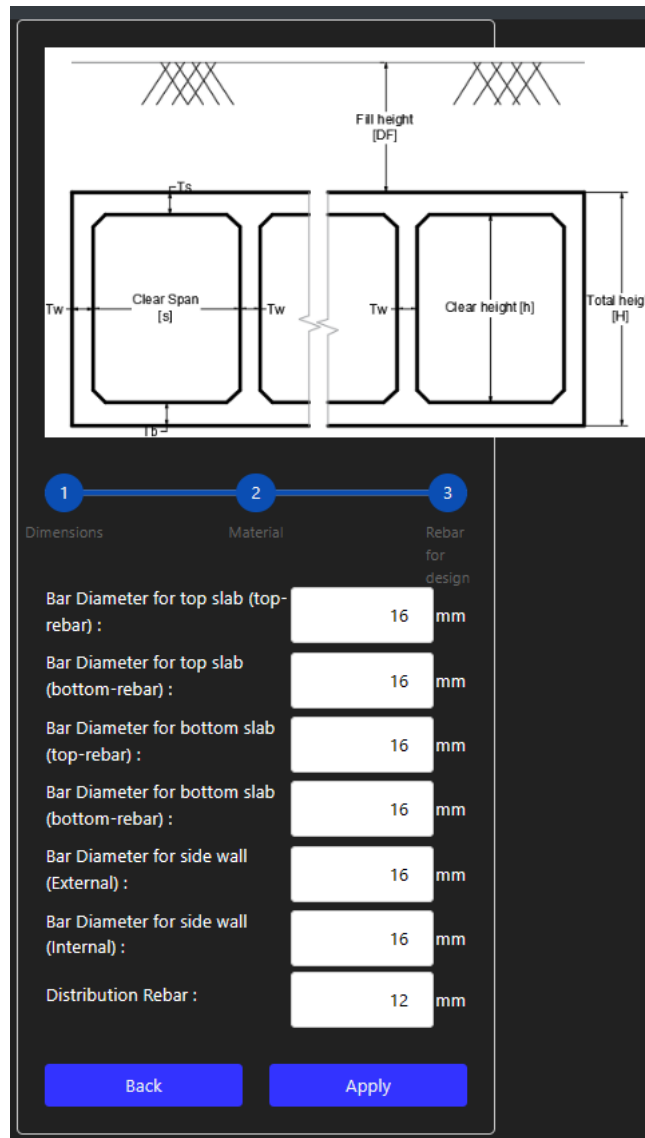 Fill height
[DF]
Ts
Tw
Clear Span
[s]
Tw
Tw
Clear height [h]
Total heig
[H]
Tb
1
2
3
Dimensions
Material
Rebar
for
design
Bar Diameter for top slab (top-
rebar) :
16 mm
Bar Diameter for top slab
(bottom-rebar) :
16 mm
Bar Diameter for bottom slab
(top-rebar) :
16 mm
Bar Diameter for bottom slab
(bottom-rebar) :
16 mm
Bar Diameter for side wall
(External) :
16 mm
Bar Diameter for side wall
(Internal) :
16 mm
Distribution Rebar :
12 mm
Back
Apply